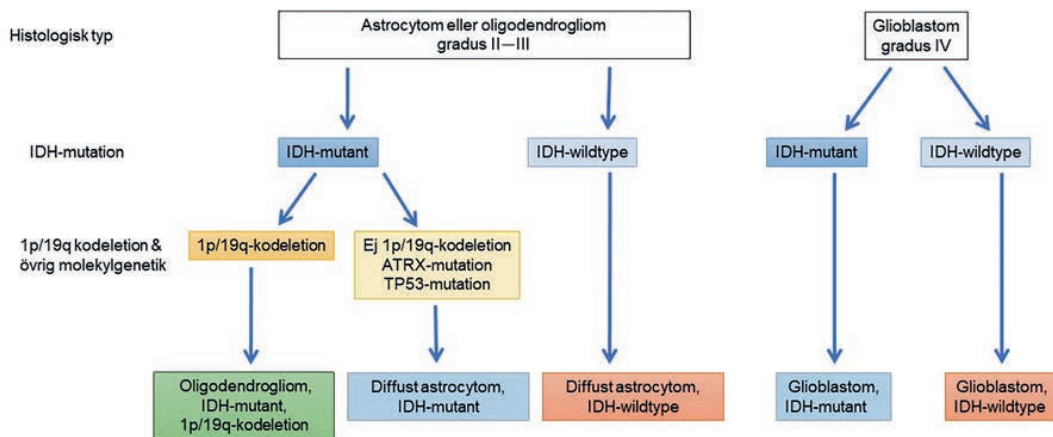 Histologisk typ
Astrocytom eller oligodendrogliom
gradus II—III
Glioblastom
gradus IV
IDH-mutation
IDH-mutant
IDH-wildtype
IDH-mutant
IDH-wildtype
1p/19q kodeletion &
övrig molekylgenetik
1p/19q-kodeletion
Ej 1p/19q-kodeletion
ATRX-mutation
TP53-mutation
Oligodendrogliom,
IDH-mutant,
1p/19q-kodeletion
Diffust astrocytom,
IDH-mutant
Diffust astrocytom,
IDH-wildtype
Glioblastom,
IDH-mutant
Glioblastom,
IDH-wildtype